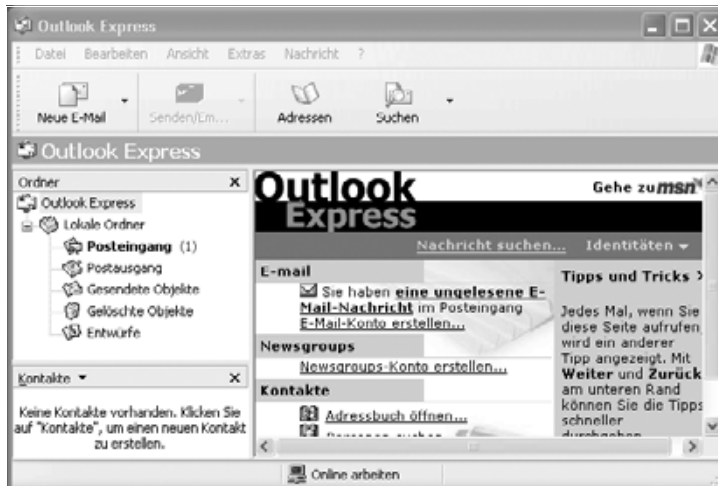 Outlook Express
Datei Bearbeiten Ansicht Extras Nachricht ?
Neue E-Mail Senden/Em... Adressen Suchen
Outlook Express
Ordner
Outlook Express
Lokale Ordner
Posteingang (1)
Postausgang
Gesendete Objekte
Gelöschte Objekte
Entwürfe
Kontakte
Keine Kontakte vorhanden. Klicken Sie
auf "Kontakte", um einen neuen Kontakt
zu erstellen.
Outlook
Express
Gehe zu msn
Nachricht suchen... Identitäten
E-mail
Sie haben eine ungelesene E-
Mail-Nachricht im Posteingang
E-Mail-Konto erstellen...
Newsgroups
Newsgroups-Konto erstellen...
Kontakte
Adressbuch öffnen...
Personen suchen
Tipps und Tricks
Jedes Mal, wenn Sie
diese Seite aufrufen
wird ein anderer
Tipp angezeigt. Mit
Weiter und Zurück
am unteren Rand
können Sie die Tipps
schneller
durchgehen
Online arbeiten